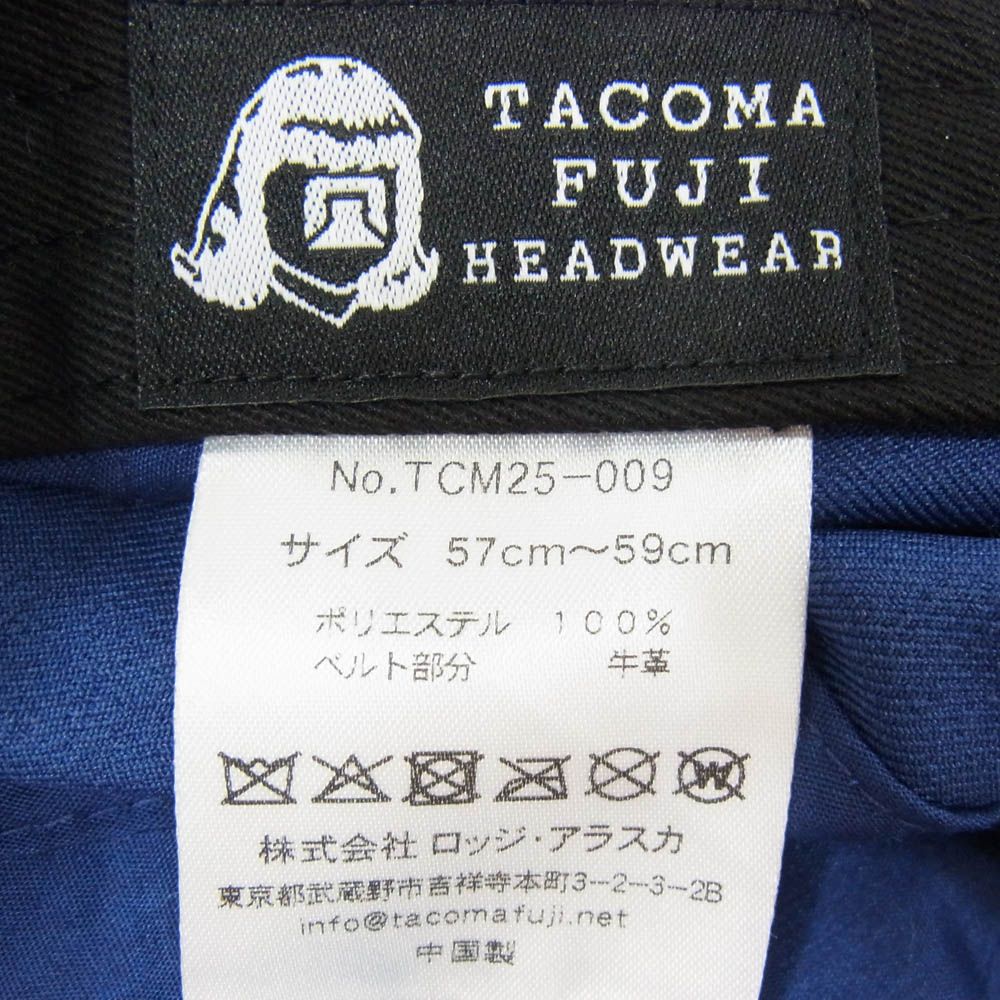 TACOMA
FUJI
HEADWEAR
No.TCM25-009
サイズ 57cm～59cm
ポリエステル 100%
ベルト部分 牛革
W
株式会社 ロッジ・アラスカ
東京都武蔵野市吉祥寺本町3-2-3-2B
info@tacomafuji.net
中国製